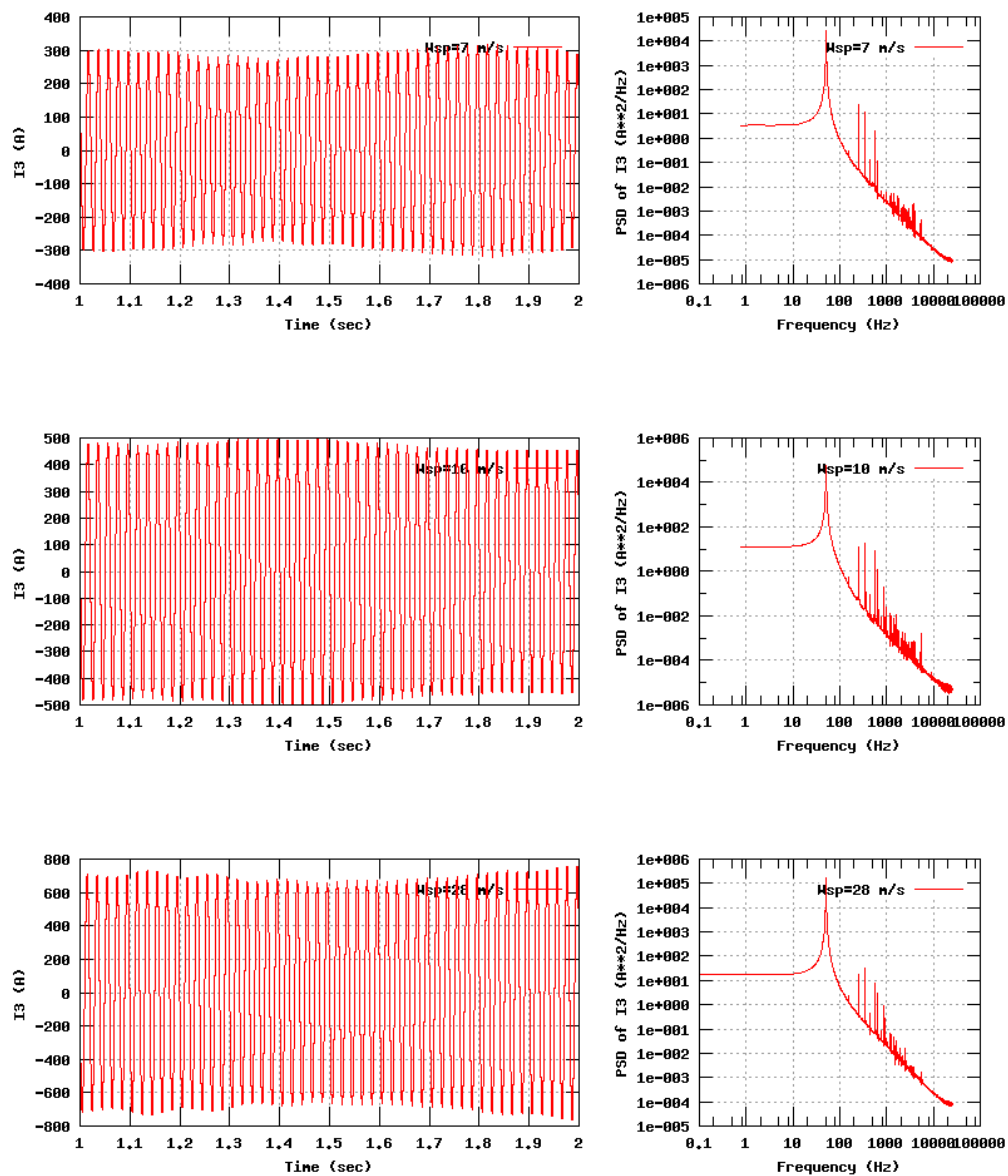 400
300
200
100
0
-100
-200
-300
-400
I3 (A)
Wsp=7 m/s
1 1.1 1.2 1.3 1.4 1.5 1.6 1.7 1.8 1.9 2
Time (sec)
1e+005
1e+004
1e+003
1e+002
1e+001
1e+000
1e-001
1e-002
1e-003
1e-004
1e-005
1e-006
PSD of I3 (A**2/Hz)
Wsp=7 m/s
0.1 1 10 100 1000 10000 100000
Frequency (Hz)
500
400
300
200
100
0
-100
-200
-300
-400
-500
I3 (A)
Wsp=10 m/s
1 1.1 1.2 1.3 1.4 1.5 1.6 1.7 1.8 1.9 2
Time (sec)
1e+006
1e+004
1e+002
1e+000
1e-002
1e-004
1e-006
PSD of I3 (A**2/Hz)
Wsp=10 m/s
0.1 1 10 100 1000 10000 100000
Frequency (Hz)
800
600
400
200
0
-200
-400
-600
-800
I3 (A)
Wsp=28 m/s
1 1.1 1.2 1.3 1.4 1.5 1.6 1.7 1.8 1.9 2
Time (sec)
1e+006
1e+005
1e+004
1e+003
1e+002
1e+001
1e+000
1e-001
1e-002
1e-003
1e-004
1e-005
PSD of I3 (A**2/Hz)
Wsp=28 m/s
0.1 1 10 100 1000 10000 100000
Frequency (Hz)